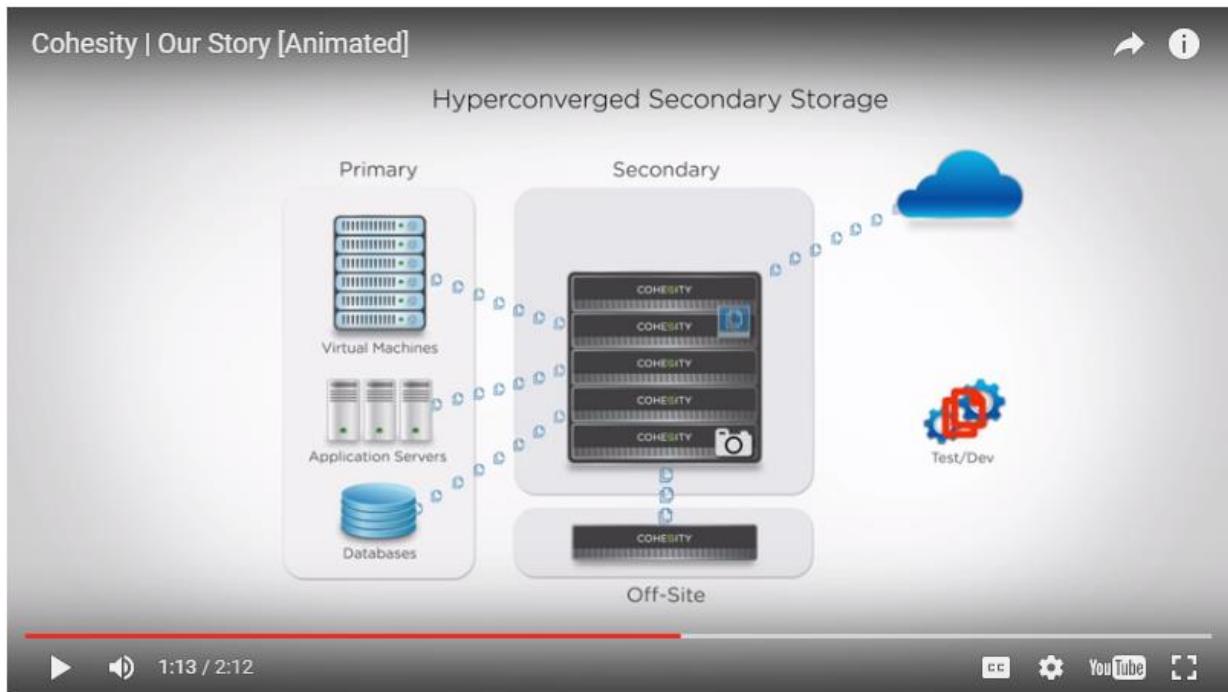 Cohesity | Our Story [Animated]
Hyperconverged Secondary Storage
Primary
Secondary
COHESITY
Virtual Machines
COHESITY
COHESITY
COHESITY
COHESITY
Application Servers
Test/Dev
Databases
COHESITY
Off-Site
1:13 / 2:12
CC
YouTube